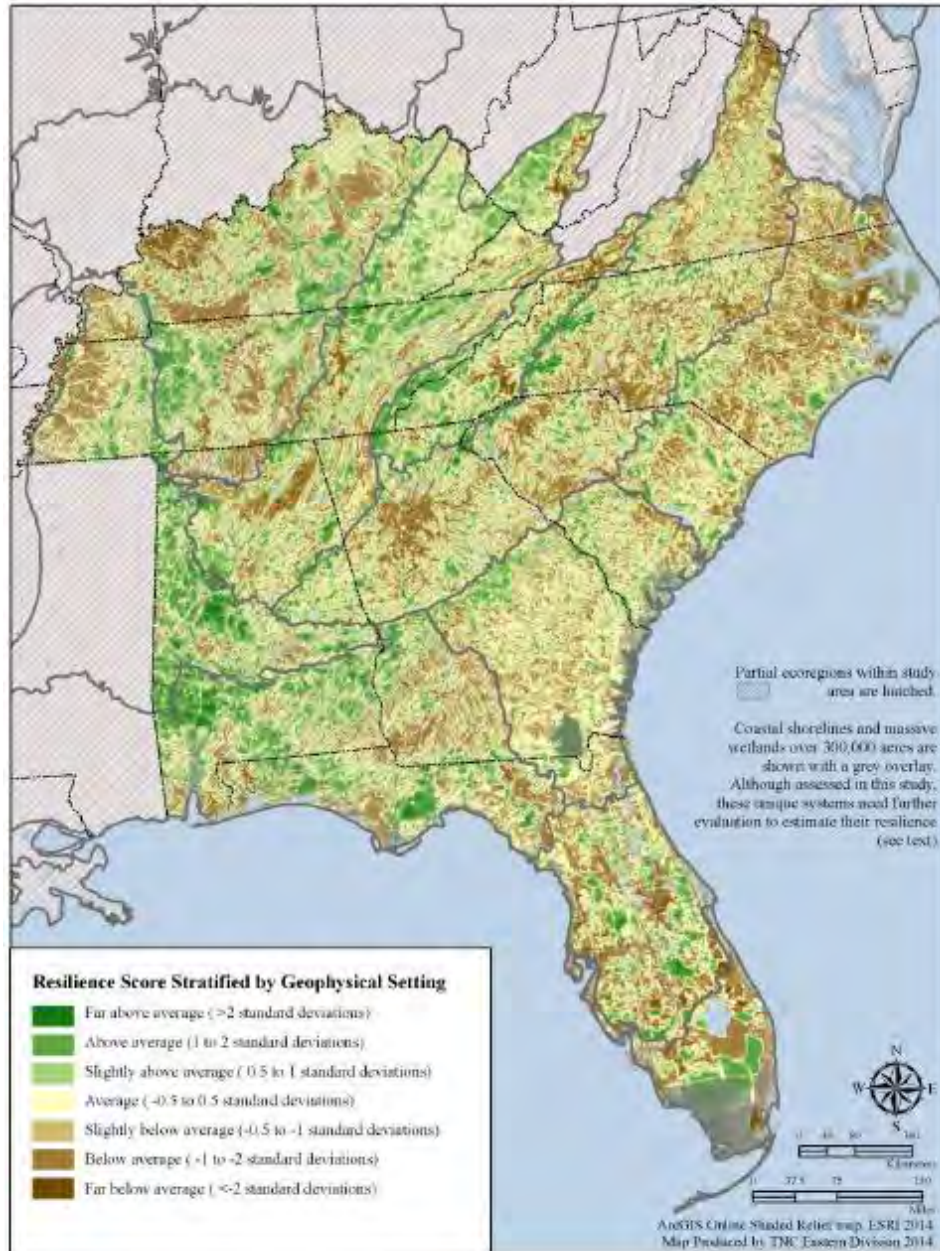 Partial ecoregions within study
area are hatched.
Coastal shorelines and massive
wetlands over 300,000 acres are
shown with a grey overlay.
Although assessed in this study,
these unique systems need further
evaluation to estimate their resilience
(see text)
Resilience Score Stratified by Geophysical Setting
Far above average ( >2 standard deviations)
Above average (1 to 2 standard deviations)
Slightly above average ( 0.5 to 1 standard deviations)
Average ( -0.5 to 0.5 standard deviations)
Slightly below average (-0.5 to -1 standard deviations)
Below average ( -1 to -2 standard deviations)
Far below average ( <-2 standard deviations)
N
W E
S
Kilometers
0 37.5 75 150
Miles
ArcGIS Online Shaded Relief map. ESRI 2014
Map Produced by TNC Eastern Division 2014